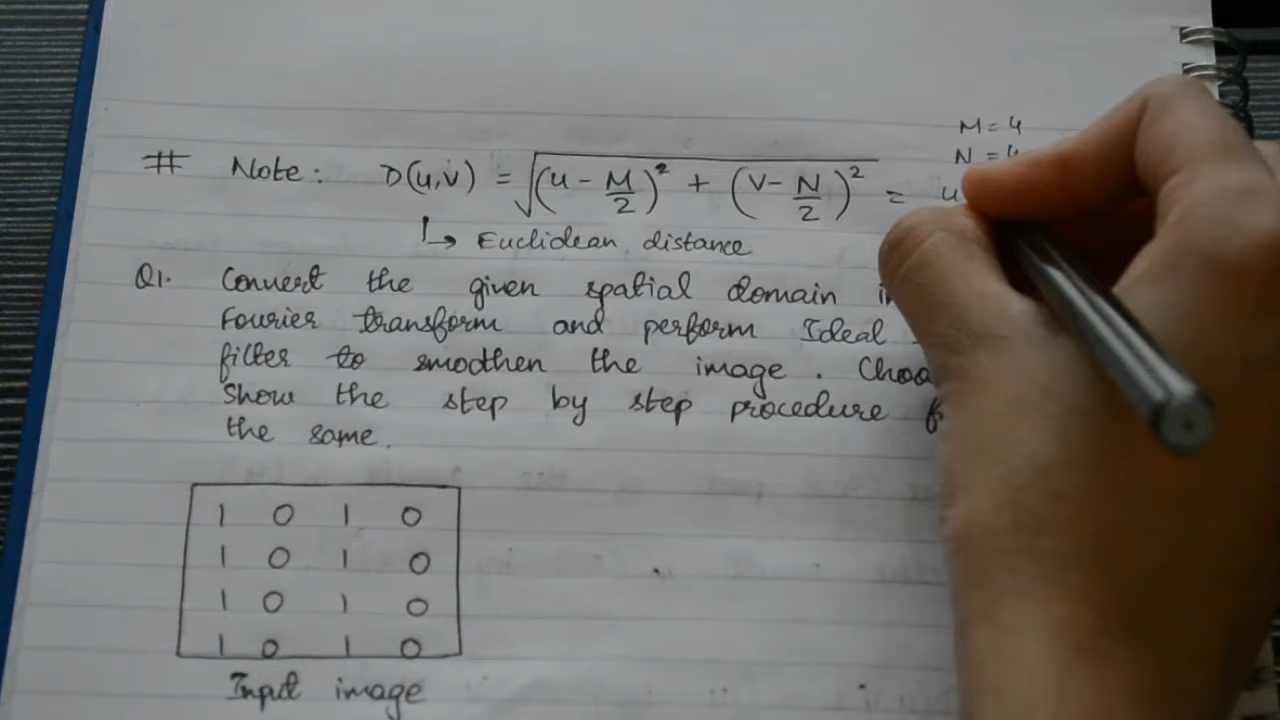 M = 4
N = 4
# Note: D(u,v) = √(u - M/2)² + (v - N/2)² = u
↳ Euclidean distance
Q1. Convert the given spatial domain
Fourier transform and perform Ideal
filter to smoothen the image.
show the step by step procedure
the same.
1 0 1 0
1 0 1 0
1 0 1 0
1 0 1 0
Input image